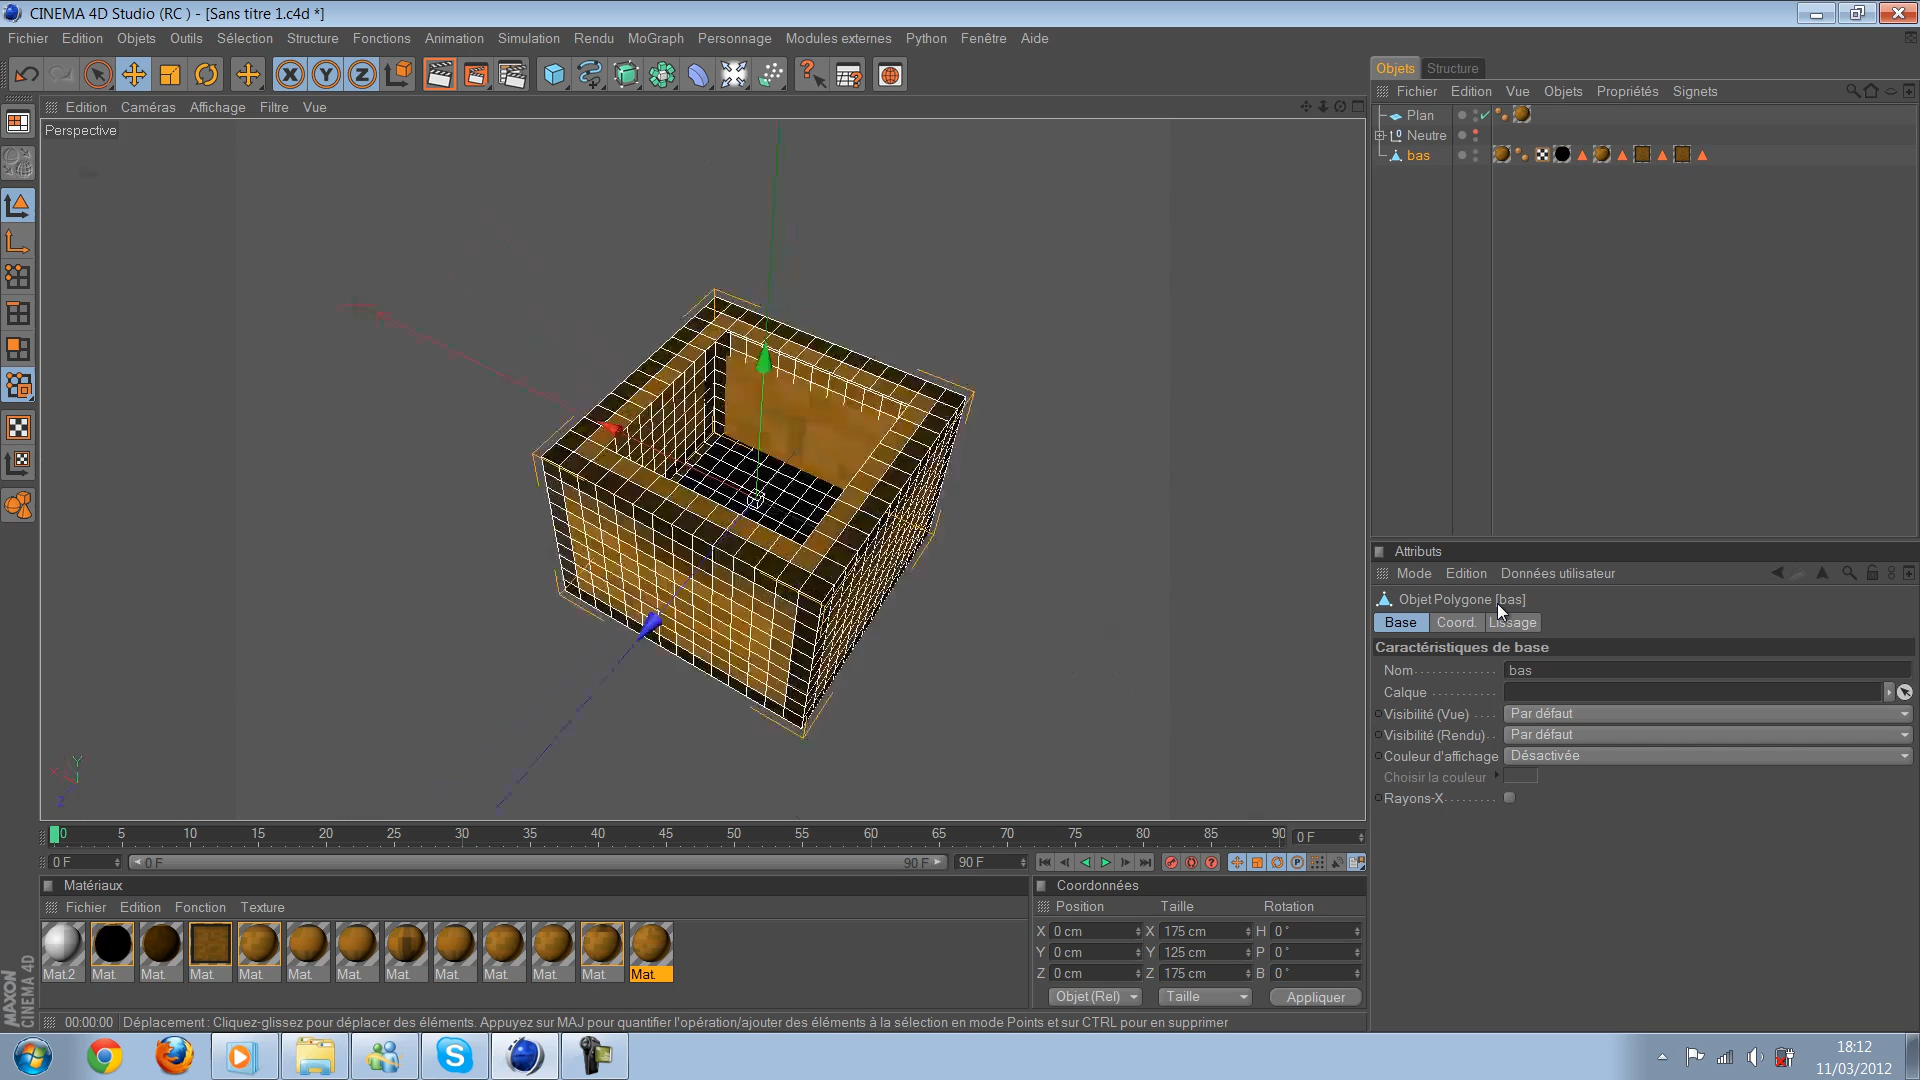 CINEMA 4D Studio (RC ) - [Sans titre 1.c4d *]
Fichier Edition Objets Outils Sélection Structure Fonctions Animation Simulation Rendu MoGraph Personnage Modules externes Python Fenêtre Aide
X Y Z
Edition Caméras Affichage Filtre Vue
Perspective
Objets Structure
Fichier Edition Vue Objets Propriétés Signets
Plan
Neutre
bas
Attributs
Mode Edition Données utilisateur
Objet Polygone [bas]
Base Coord. Lissage
Caractéristiques de base
Nom bas
Calque
Visibilité (Vue) Par défaut
Visibilité (Rendu) Par défaut
Couleur d'affichage Désactivée
Choisir la couleur
Rayons-X
X Y Z
0 5 10 15 20 25 30 35 40 45 50 55 60 65 70 75 80 85 90 0 F
0 F 0 F 90 F 90 F
Matériaux
Fichier Edition Fonction Texture
Mat.2 Mat. Mat. Mat. Mat. Mat. Mat. Mat. Mat. Mat. Mat. Mat. Mat.
Coordonnées
Position Taille Rotation
X 0 cm X 175 cm H 0 °
Y 0 cm Y 125 cm P 0 °
Z 0 cm Z 175 cm B 0 °
Objet (Rel) Taille Appliquer
MAXON
CINEMA 4D
00:00:00 Déplacement : Cliquez-glissez pour déplacer des éléments. Appuyez sur MAJ pour quantifier l'opération/ajouter des éléments à la sélection en mode Points et sur CTRL pour en supprimer
18:12
11/03/2012